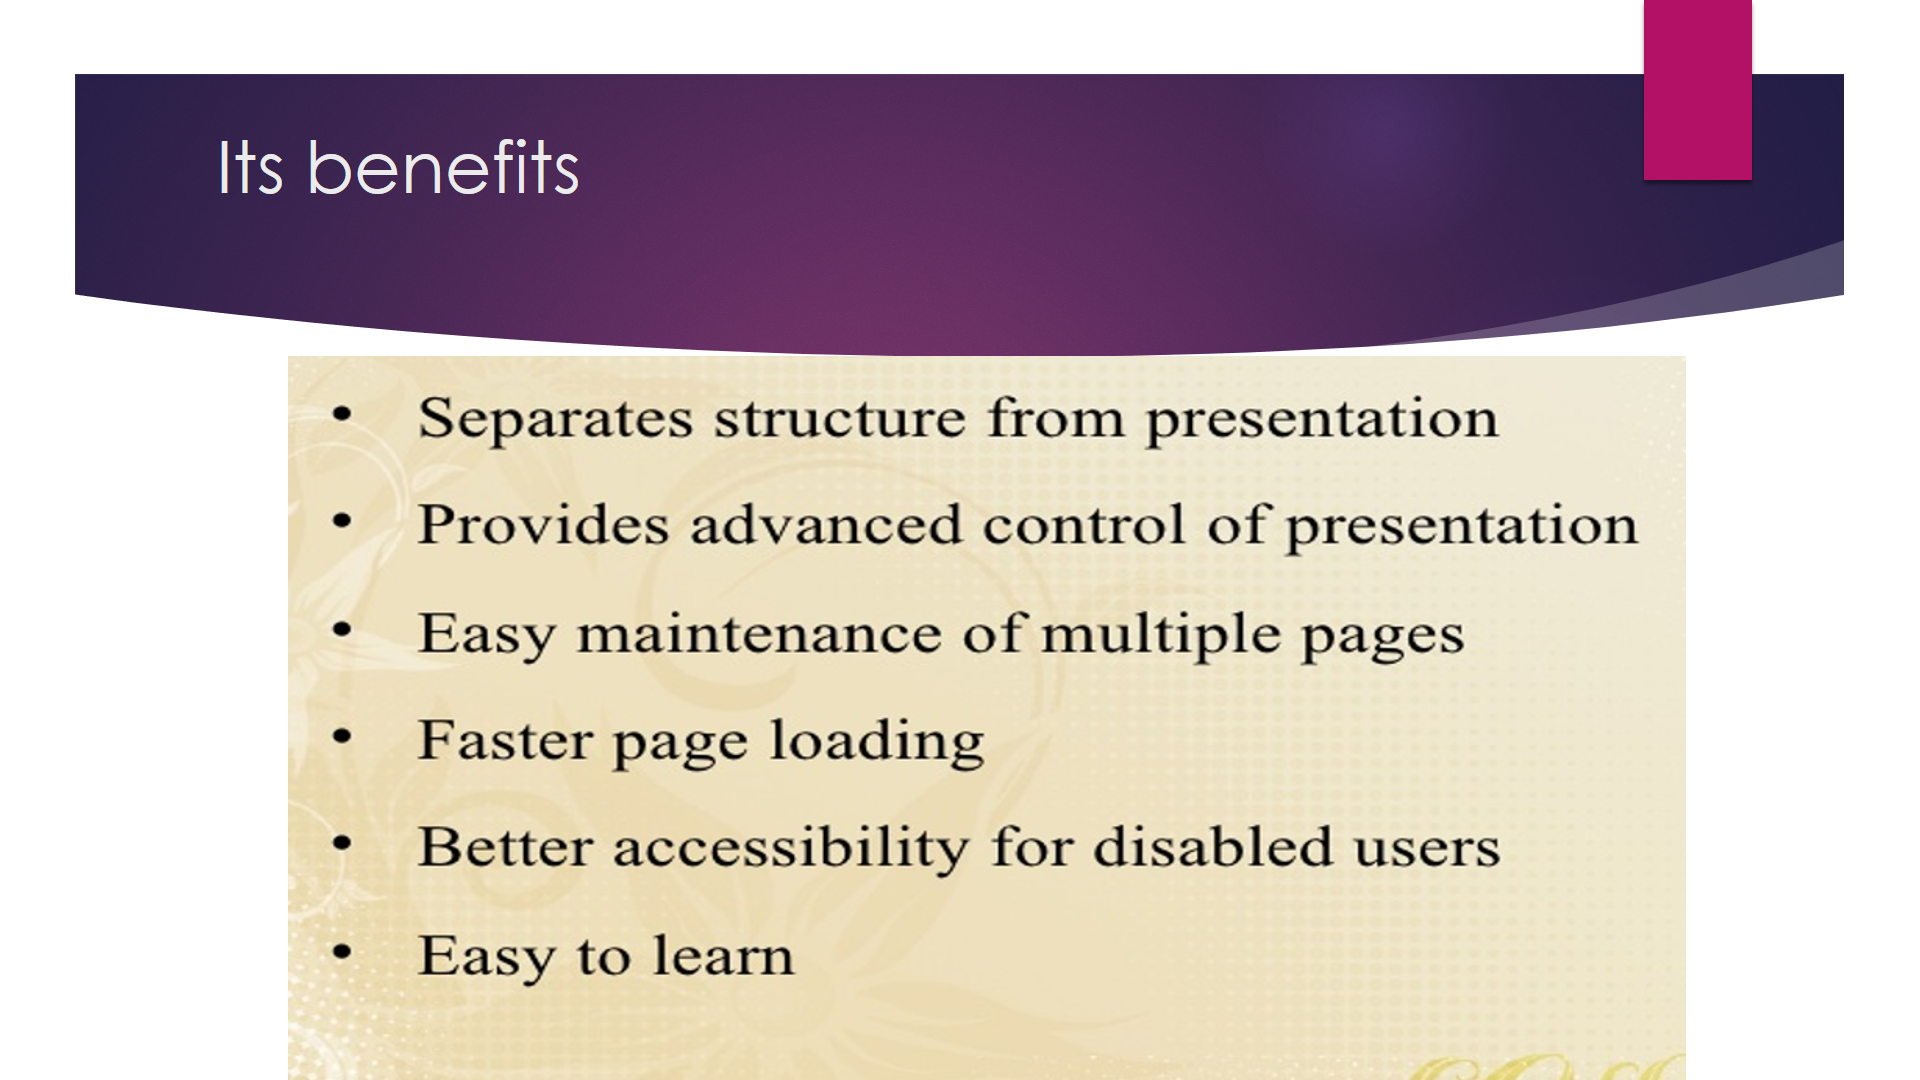 Its benefits
• Separates structure from presentation
• Provides advanced control of presentation
• Easy maintenance of multiple pages
• Faster page loading
• Better accessibility for disabled users
• Easy to learn